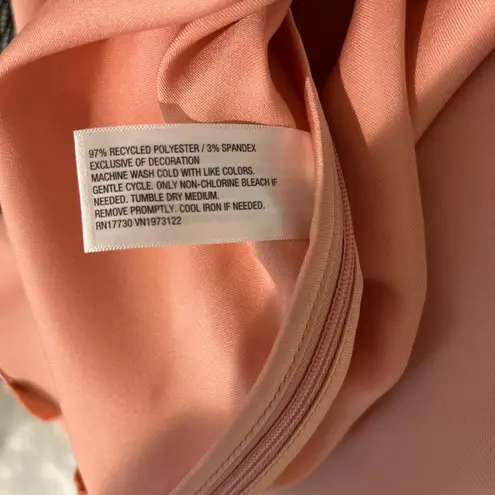 97% RECYCLED POLYESTER / 3% SPANDEX
EXCLUSIVE OF DECORATION
MACHINE WASH COLD WITH LIKE COLORS.
GENTLE CYCLE. ONLY NON-CHLORINE BLEACH IF
NEEDED. TUMBLE DRY MEDIUM.
REMOVE PROMPTLY. COOL IRON IF NEEDED.
RN17730 VN1973122